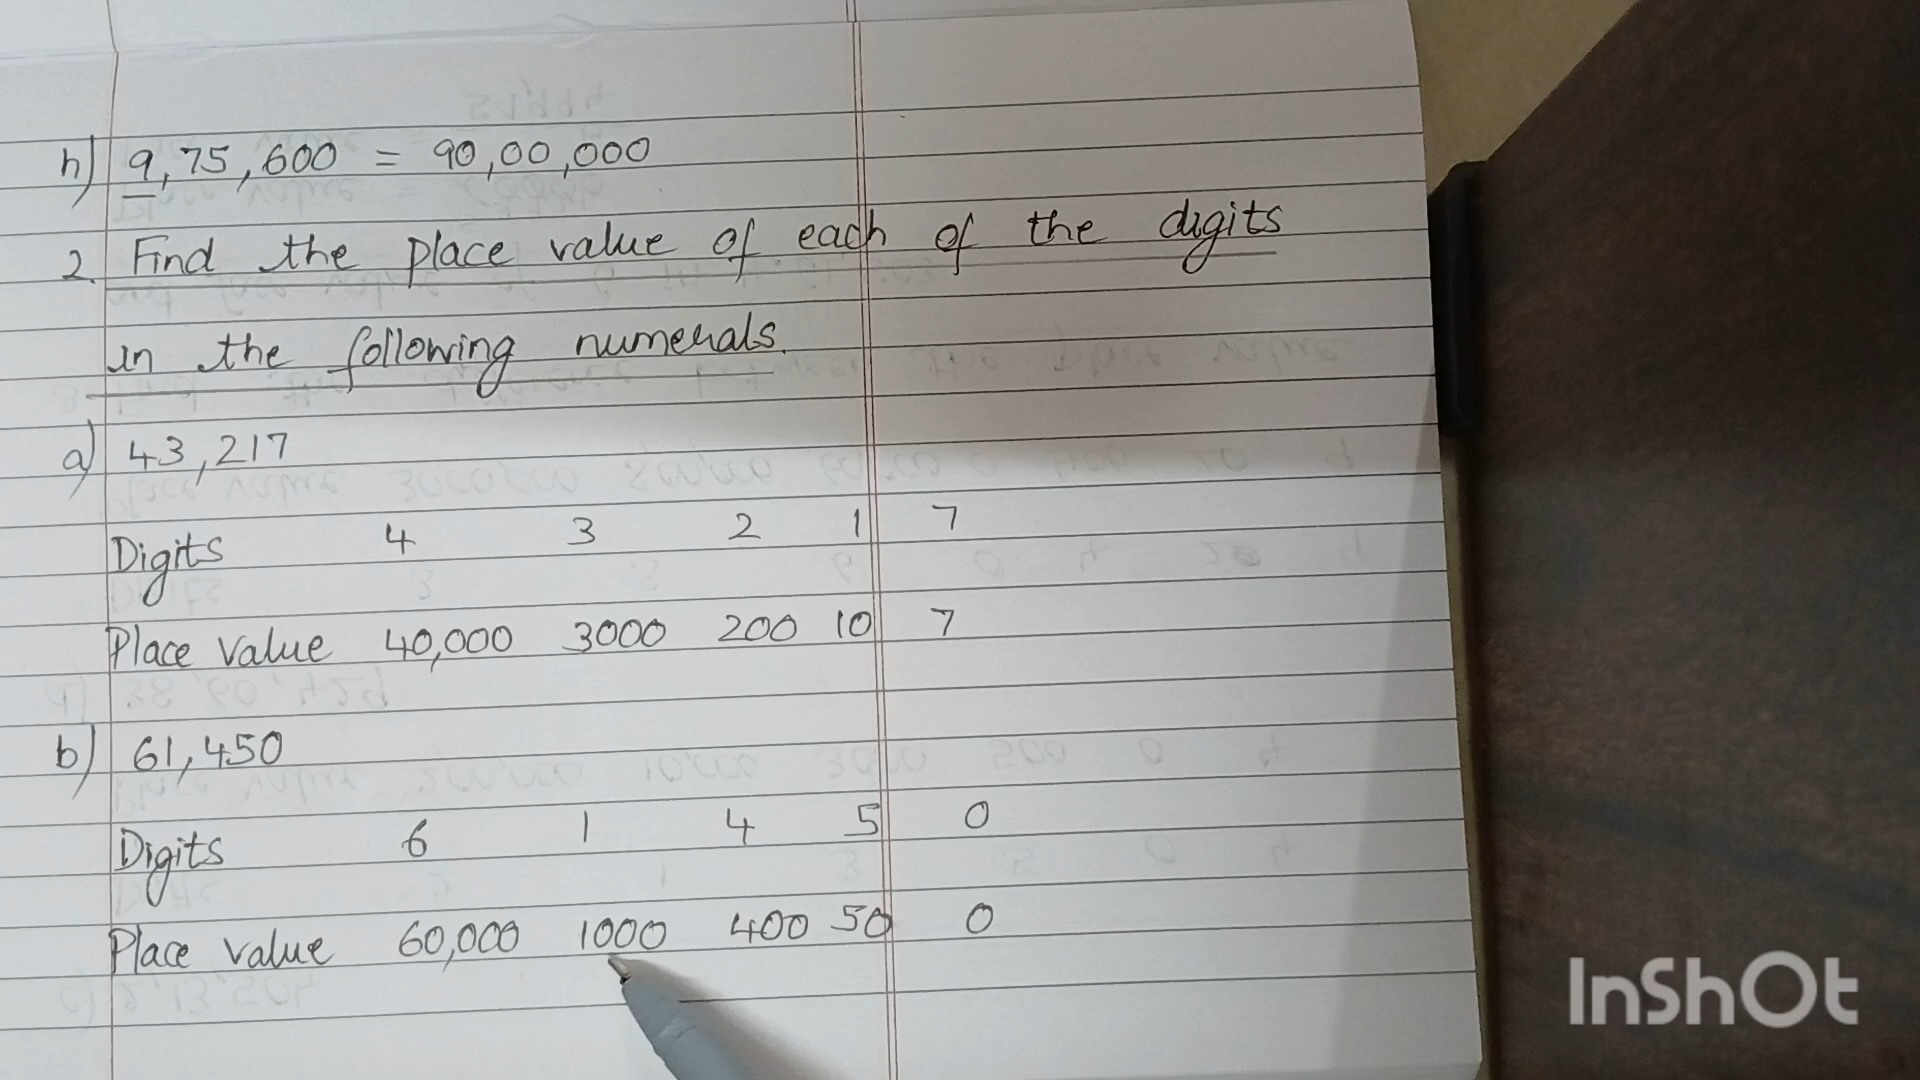 h) 9,75,600 = 90,00,000
2. Find the place value of each of the digits
in the following numerals.
a) 43,217
Digits 4 3 2 1 7
Place value 40,000 3000 200 10 7
b) 61,450
Digits 6 1 4 5 0
Place value 60,000 1000 400 50 0
InShOt